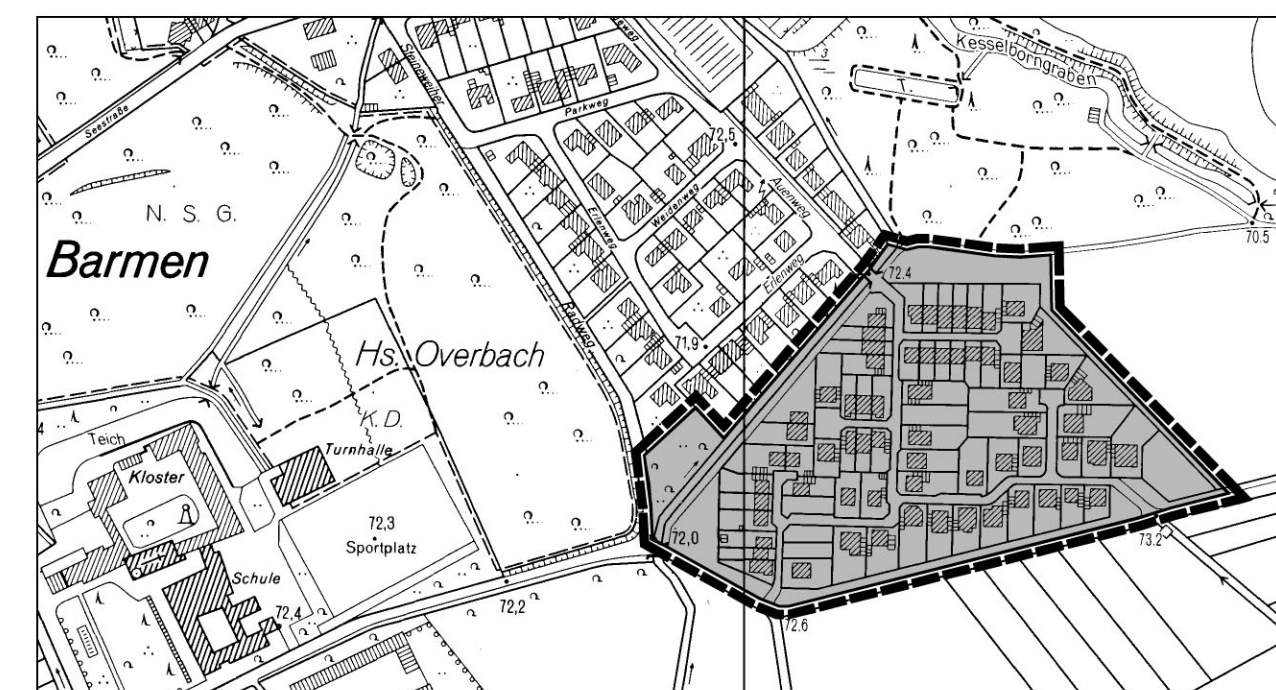 Kesselborngraben
Steineweiher
Seestraße
Parkweg
72,5
N. S. G.
Weidenweg
Auenweg
Erlenweg
70.5
Barmen
Erlenweg
72.4
Radweg
71,9
Hs. Overbach
K.D.
Teich
Turnhalle
Kloster
72,3
Sportplatz
72,0
73.2
Schule
72,4
72,2
72.6